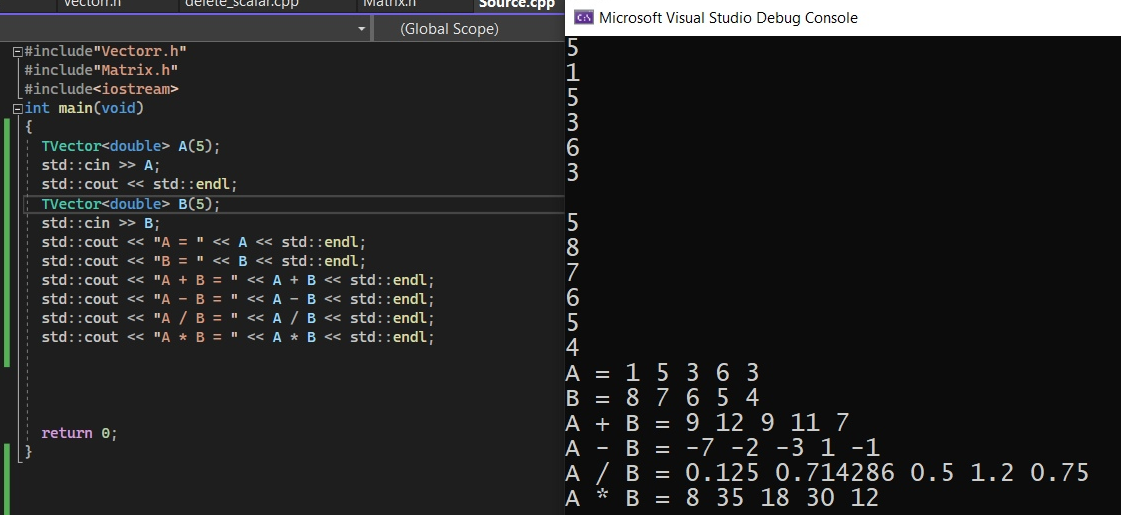 Vectorr.h
delete_scalar.cpp
Matrix.h
Source.cpp
(Global Scope)
#include"Vectorr.h"
#include"Matrix.h"
#include<iostream>
int main(void)
{
TVector<double> A(5);
std::cin >> A;
std::cout << std::endl;
TVector<double> B(5);
std::cin >> B;
std::cout << "A = " << A << std::endl;
std::cout << "B = " << B << std::endl;
std::cout << "A + B = " << A + B << std::endl;
std::cout << "A - B = " << A - B << std::endl;
std::cout << "A / B = " << A / B << std::endl;
std::cout << "A * B = " << A * B << std::endl;
return 0;
}
C:\ Microsoft Visual Studio Debug Console
5
1
5
3
6
3
5
8
7
6
5
4
A = 1 5 3 6 3
B = 8 7 6 5 4
A + B = 9 12 9 11 7
A - B = -7 -2 -3 1 -1
A / B = 0.125 0.714286 0.5 1.2 0.75
A * B = 8 35 18 30 12